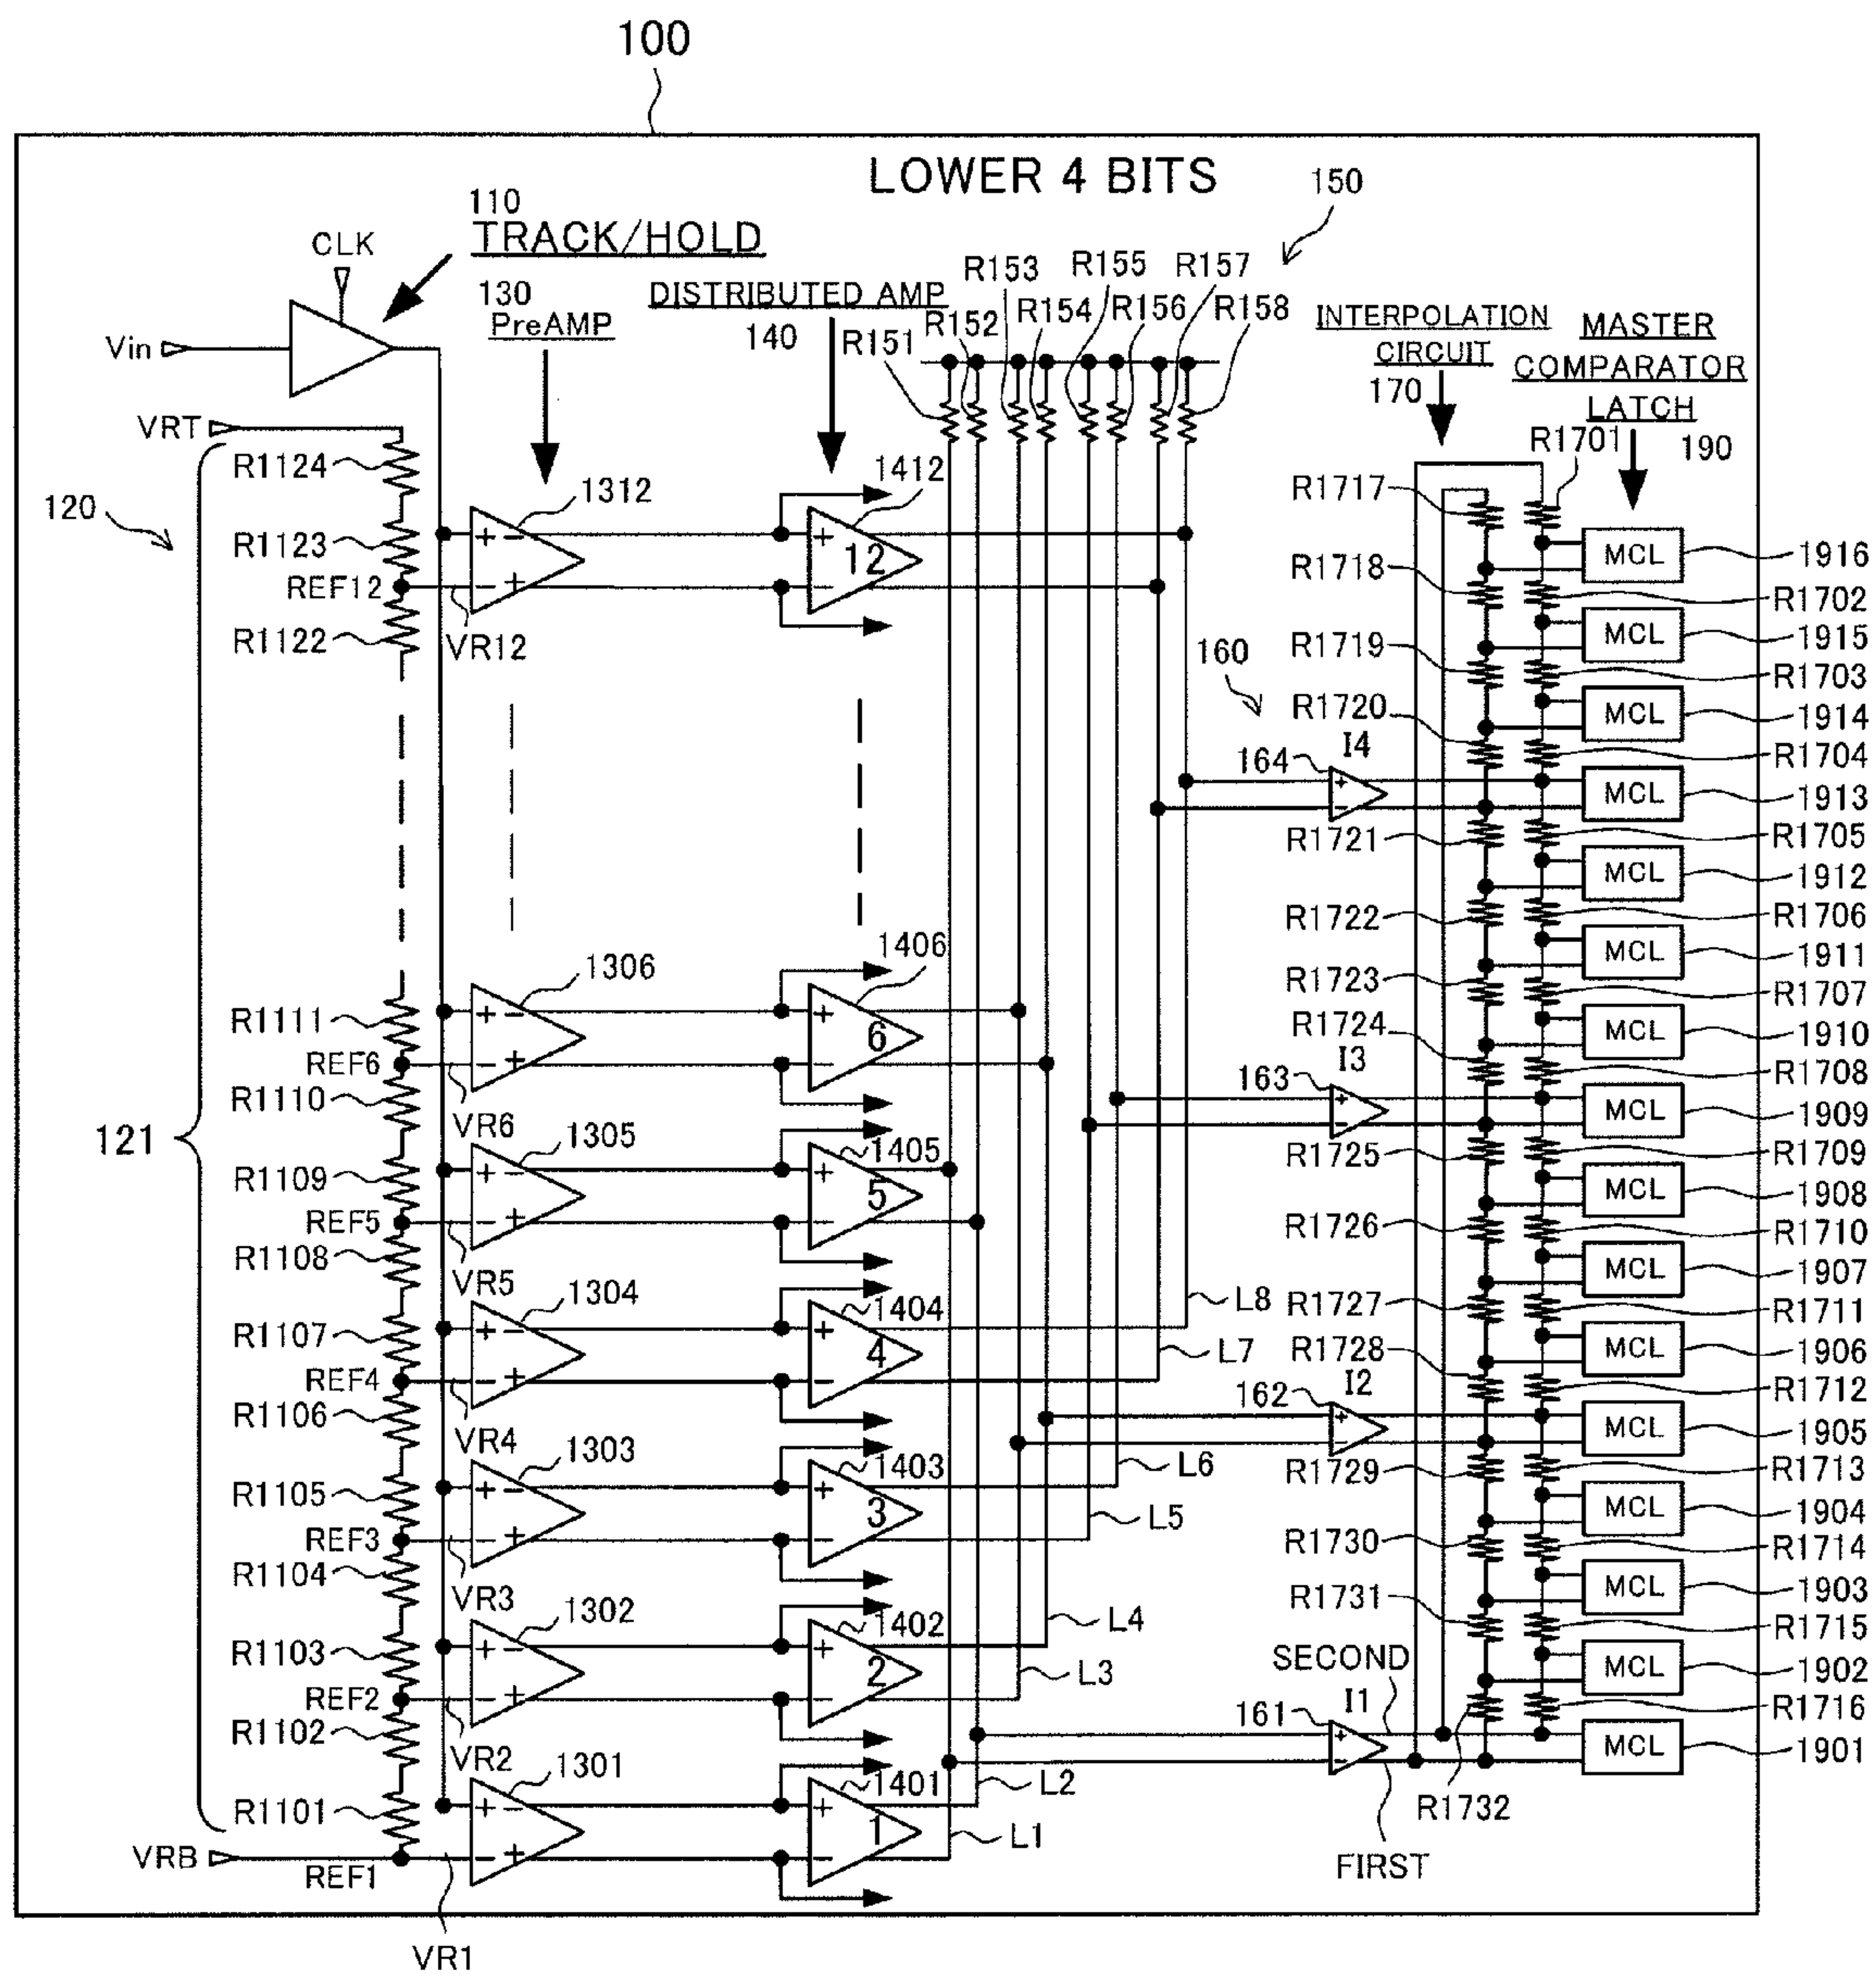 100
LOWER 4 BITS
150
110
TRACK/HOLD
CLK
Vin
130
PreAMP
DISTRIBUTED AMP
140
R151
R152
R153
R154
R155
R156
R157
R158
INTERPOLATION
CIRCUIT
170
MASTER
COMPARATOR
LATCH
190
VRT
120
121
R1124
R1123
REF12
R1122
R1111
REF6
R1110
R1109
REF5
R1108
R1107
REF4
R1106
R1105
REF3
R1104
R1103
REF2
R1102
R1101
VRB
REF1
+ − − +
1312
VR12
+ − − +
1306
VR6
+ − − +
1305
VR5
+ − − +
1304
VR4
+ − − +
1303
VR3
+ − − +
1302
VR2
+ − − +
1301
VR1
1412
+ 12 −
1406
+ 6 −
1405
+ 5 −
1404
+ 4 −
1403
+ 3 −
1402
+ 2 −
1401
+ 1 −
L8
L7
L6
L5
L4
L3
L2
L1
160
164
I4
+ −
163
I3
+ −
162
I2
+ −
161
I1
+ −
SECOND
FIRST
R1717
R1718
R1719
R1720
R1721
R1722
R1723
R1724
R1725
R1726
R1727
R1728
R1729
R1730
R1731
R1732
R1701
MCL 1916
R1702
MCL 1915
R1703
MCL 1914
R1704
MCL 1913
R1705
MCL 1912
R1706
MCL 1911
R1707
MCL 1910
R1708
MCL 1909
R1709
MCL 1908
R1710
MCL 1907
R1711
MCL 1906
R1712
MCL 1905
R1713
MCL 1904
R1714
MCL 1903
R1715
MCL 1902
R1716
MCL 1901